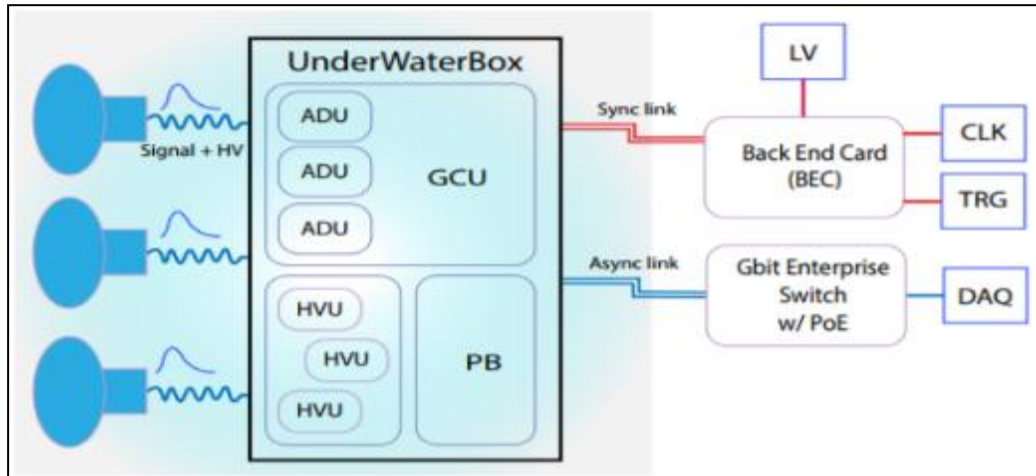 UnderWaterBox
LV
Sync link
ADU
CLK
Signal + HV
ADU
GCU
Back End Card
(BEC)
TRG
ADU
Async link
Gbit Enterprise
Switch
w/ PoE
DAQ
HVU
HVU
PB
HVU